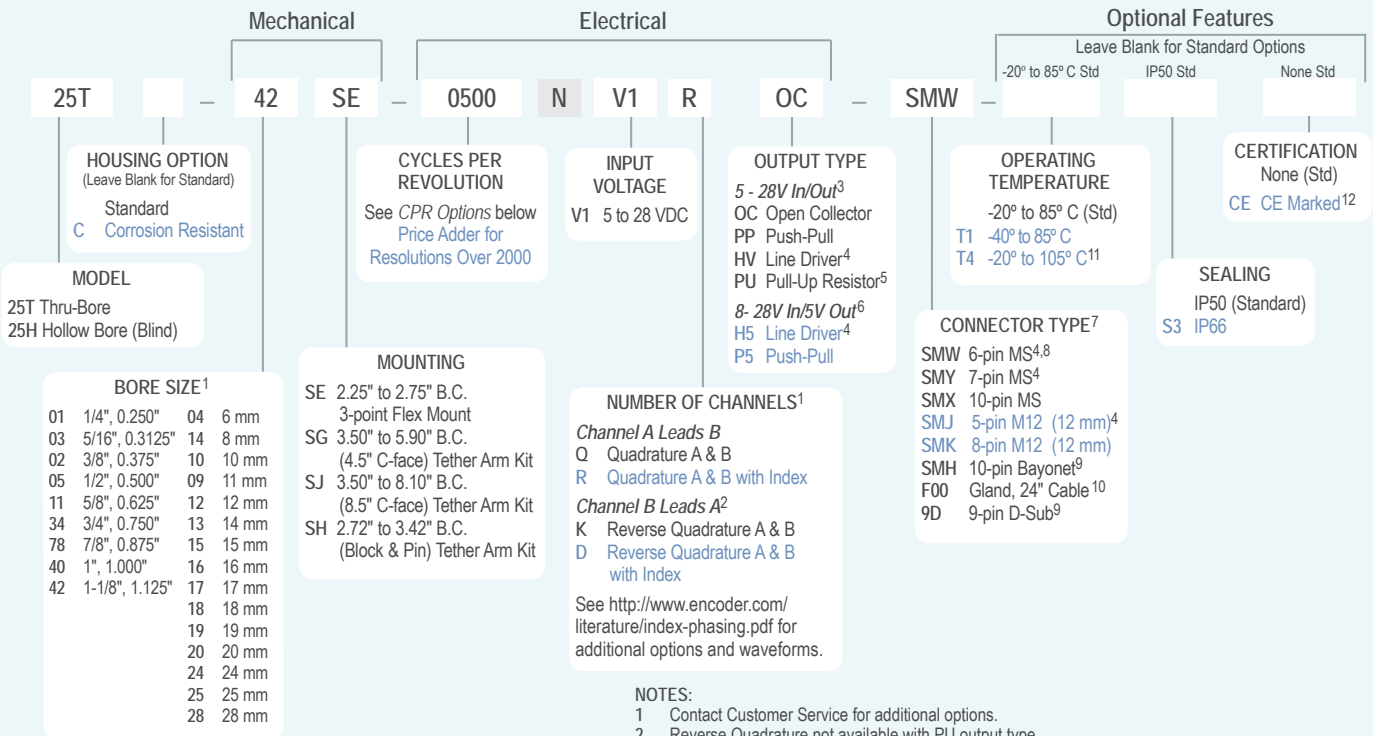 Mechanical
Electrical
Optional Features
Leave Blank for Standard Options
-20º to 85º C Std
IP50 Std
None Std
25T – 42 SE – 0500 N V1 R OC – SMW –
HOUSING OPTION
(Leave Blank for Standard)
Standard
C Corrosion Resistant
CYCLES PER
REVOLUTION
See CPR Options below
Price Adder for
Resolutions Over 2000
INPUT
VOLTAGE
V1 5 to 28 VDC
OUTPUT TYPE
5 - 28V In/Out3
OC Open Collector
PP Push-Pull
HV Line Driver4
PU Pull-Up Resistor5
8- 28V In/5V Out6
H5 Line Driver4
P5 Push-Pull
OPERATING
TEMPERATURE
-20º to 85º C (Std)
T1 -40º to 85º C
T4 -20º to 105º C11
CERTIFICATION
None (Std)
CE CE Marked12
MODEL
25T Thru-Bore
25H Hollow Bore (Blind)
SEALING
IP50 (Standard)
S3 IP66
MOUNTING
SE 2.25" to 2.75" B.C.
3-point Flex Mount
SG 3.50" to 5.90" B.C.
(4.5" C-face) Tether Arm Kit
SJ 3.50" to 8.10" B.C.
(8.5" C-face) Tether Arm Kit
SH 2.72" to 3.42" B.C.
(Block & Pin) Tether Arm Kit
CONNECTOR TYPE7
SMW 6-pin MS4,8
SMY 7-pin MS4
SMX 10-pin MS
SMJ 5-pin M12 (12 mm)4
SMK 8-pin M12 (12 mm)
SMH 10-pin Bayonet9
F00 Gland, 24" Cable10
9D 9-pin D-Sub9
BORE SIZE1
01 1/4", 0.250" 04 6 mm
03 5/16", 0.3125" 14 8 mm
02 3/8", 0.375" 10 10 mm
05 1/2", 0.500" 09 11 mm
11 5/8", 0.625" 12 12 mm
34 3/4", 0.750" 13 14 mm
78 7/8", 0.875" 15 15 mm
40 1", 1.000" 16 16 mm
42 1-1/8", 1.125" 17 17 mm
18 18 mm
19 19 mm
20 20 mm
24 24 mm
25 25 mm
28 28 mm
NUMBER OF CHANNELS1
Channel A Leads B
Q Quadrature A & B
R Quadrature A & B with Index
Channel B Leads A2
K Reverse Quadrature A & B
D Reverse Quadrature A & B
with Index
See http://www.encoder.com/
literature/index-phasing.pdf for
additional options and waveforms.
NOTES:
1 Contact Customer Service for additional options.
2 Reverse Quadrature not available with PU output type.